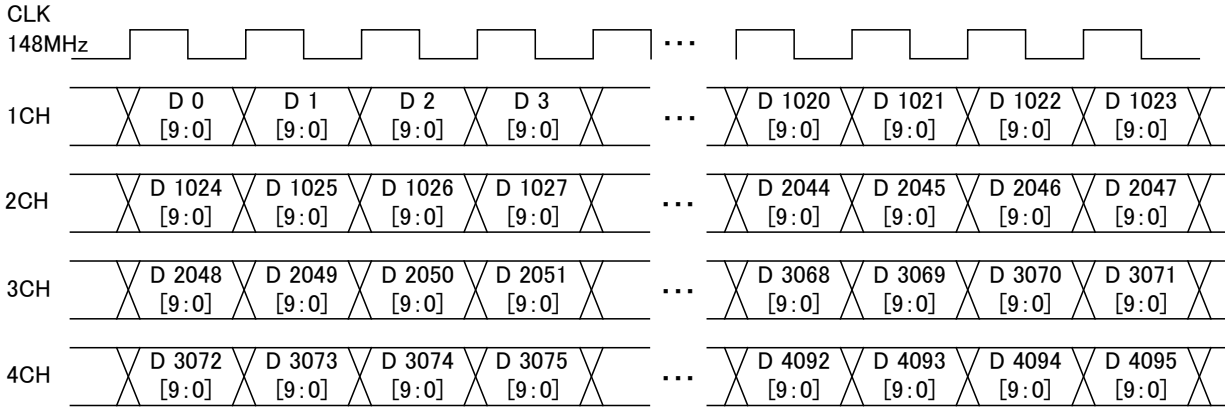 CLK
148MHz ...
1CH D 0 D 1 D 2 D 3 ... D 1020 D 1021 D 1022 D 1023
[9:0] [9:0] [9:0] [9:0] [9:0] [9:0] [9:0] [9:0]
2CH D 1024 D 1025 D 1026 D 1027 ... D 2044 D 2045 D 2046 D 2047
[9:0] [9:0] [9:0] [9:0] [9:0] [9:0] [9:0] [9:0]
3CH D 2048 D 2049 D 2050 D 2051 ... D 3068 D 3069 D 3070 D 3071
[9:0] [9:0] [9:0] [9:0] [9:0] [9:0] [9:0] [9:0]
4CH D 3072 D 3073 D 3074 D 3075 ... D 4092 D 4093 D 4094 D 4095
[9:0] [9:0] [9:0] [9:0] [9:0] [9:0] [9:0] [9:0]